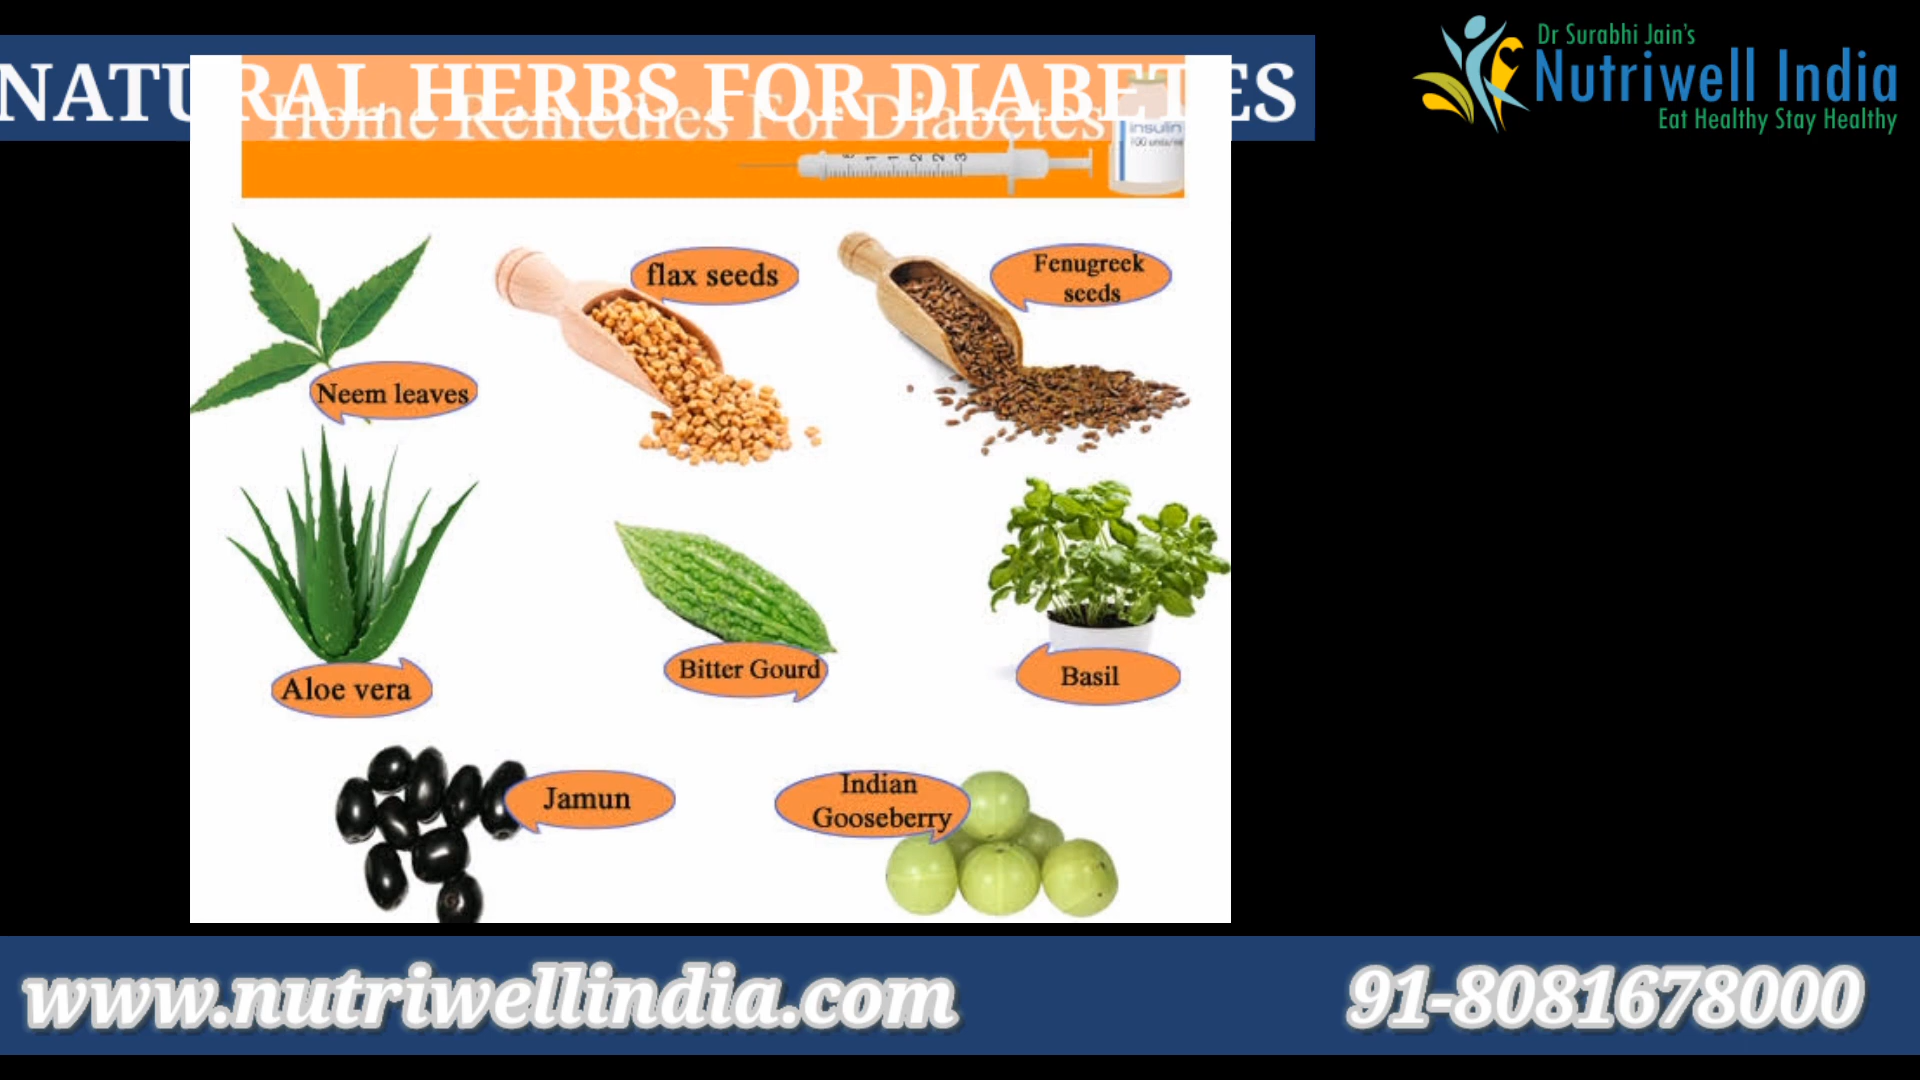 NATURAL HERBS FOR DIABETES
Home Remedies For Diabetes
Dr Surabhi Jain's
Nutriwell India
Eat Healthy Stay Healthy
insulin
flax seeds
Fenugreek
seeds
Neem leaves
Aloe vera
Bitter Gourd
Basil
Jamun
Indian
Gooseberry
www.nutriwellindia.com
91-8081678000